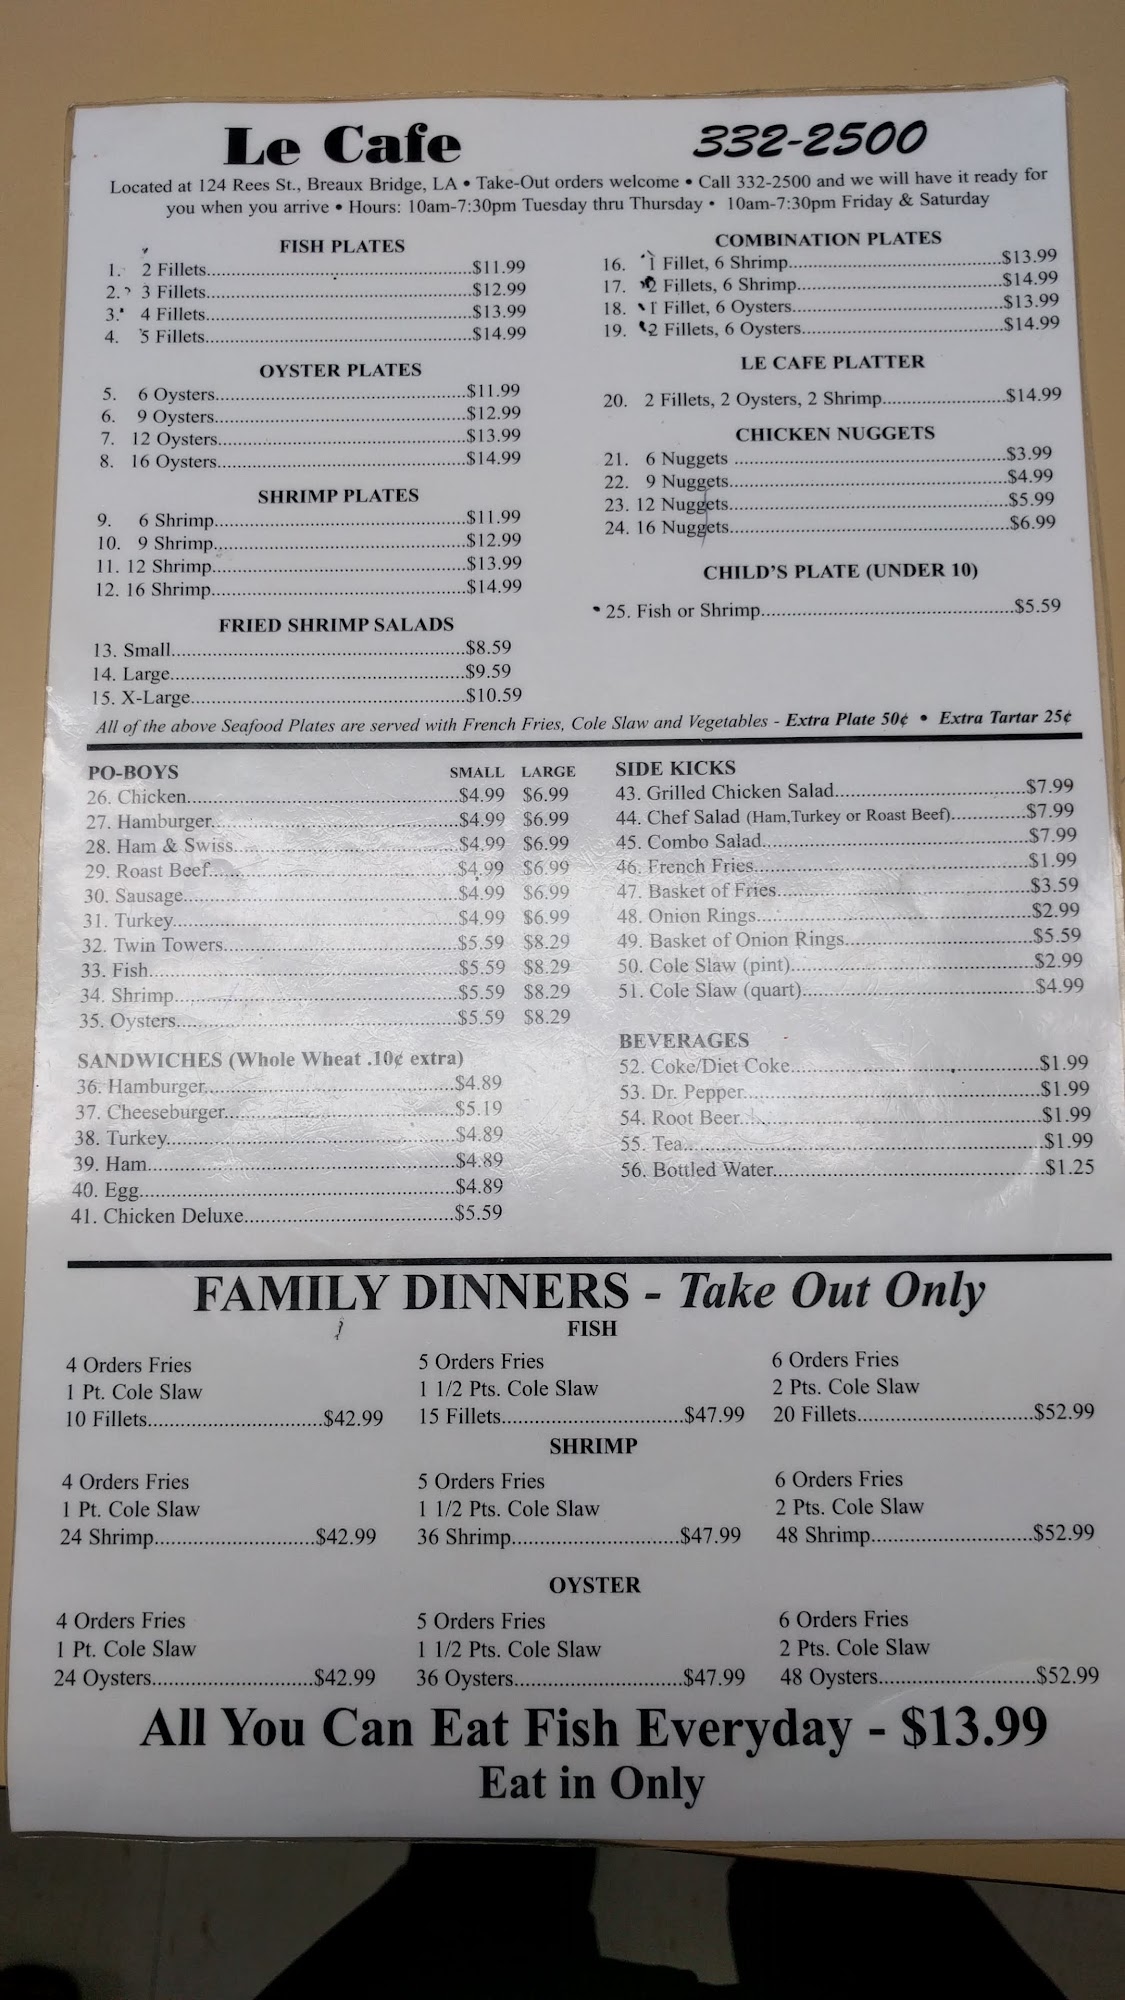 Le Cafe 332-2500
Located at 124 Rees St., Breaux Bridge, LA • Take-Out orders welcome • Call 332-2500 and we will have it ready for
you when you arrive • Hours: 10am-7:30pm Tuesday thru Thursday • 10am-7:30pm Friday & Saturday
FISH PLATES
1. 2 Fillets...$11.99
2. 3 Fillets...$12.99
3. 4 Fillets...$13.99
4. 5 Fillets...$14.99
OYSTER PLATES
5. 6 Oysters...$11.99
6. 9 Oysters...$12.99
7. 12 Oysters...$13.99
8. 16 Oysters...$14.99
SHRIMP PLATES
9. 6 Shrimp...$11.99
10. 9 Shrimp...$12.99
11. 12 Shrimp...$13.99
12. 16 Shrimp...$14.99
FRIED SHRIMP SALADS
13. Small...$8.59
14. Large...$9.59
15. X-Large...$10.59
COMBINATION PLATES
16. 1 Fillet, 6 Shrimp...$13.99
17. 2 Fillets, 6 Shrimp...$14.99
18. 1 Fillet, 6 Oysters...$13.99
19. 2 Fillets, 6 Oysters...$14.99
LE CAFE PLATTER
20. 2 Fillets, 2 Oysters, 2 Shrimp...$14.99
CHICKEN NUGGETS
21. 6 Nuggets ...$3.99
22. 9 Nuggets...$4.99
23. 12 Nuggets...$5.99
24. 16 Nuggets...$6.99
CHILD'S PLATE (UNDER 10)
25. Fish or Shrimp...$5.59
All of the above Seafood Plates are served with French Fries, Cole Slaw and Vegetables - Extra Plate 50¢ • Extra Tartar 25¢
PO-BOYS SMALL LARGE
26. Chicken...$4.99 $6.99
27. Hamburger...$4.99 $6.99
28. Ham & Swiss...$4.99 $6.99
29. Roast Beef...$4.99 $6.99
30. Sausage...$4.99 $6.99
31. Turkey...$4.99 $6.99
32. Twin Towers...$5.59 $8.29
33. Fish...$5.59 $8.29
34. Shrimp...$5.59 $8.29
35. Oysters...$5.59 $8.29
SANDWICHES (Whole Wheat .10¢ extra)
36. Hamburger...$4.89
37. Cheeseburger...$5.19
38. Turkey...$4.89
39. Ham...$4.89
40. Egg...$4.89
41. Chicken Deluxe...$5.59
SIDE KICKS
43. Grilled Chicken Salad...$7.99
44. Chef Salad (Ham,Turkey or Roast Beef)...$7.99
45. Combo Salad...$7.99
46. French Fries...$1.99
47. Basket of Fries...$3.59
48. Onion Rings...$2.99
49. Basket of Onion Rings...$5.59
50. Cole Slaw (pint)...$2.99
51. Cole Slaw (quart)...$4.99
BEVERAGES
52. Coke/Diet Coke...$1.99
53. Dr. Pepper...$1.99
54. Root Beer...$1.99
55. Tea...$1.99
56. Bottled Water...$1.25
FAMILY DINNERS - Take Out Only
FISH
4 Orders Fries 5 Orders Fries 6 Orders Fries
1 Pt. Cole Slaw 1 1/2 Pts. Cole Slaw 2 Pts. Cole Slaw
10 Fillets...$42.99 15 Fillets...$47.99 20 Fillets...$52.99
SHRIMP
4 Orders Fries 5 Orders Fries 6 Orders Fries
1 Pt. Cole Slaw 1 1/2 Pts. Cole Slaw 2 Pts. Cole Slaw
24 Shrimp...$42.99 36 Shrimp...$47.99 48 Shrimp...$52.99
OYSTER
4 Orders Fries 5 Orders Fries 6 Orders Fries
1 Pt. Cole Slaw 1 1/2 Pts. Cole Slaw 2 Pts. Cole Slaw
24 Oysters...$42.99 36 Oysters...$47.99 48 Oysters...$52.99
All You Can Eat Fish Everyday - $13.99
Eat in Only